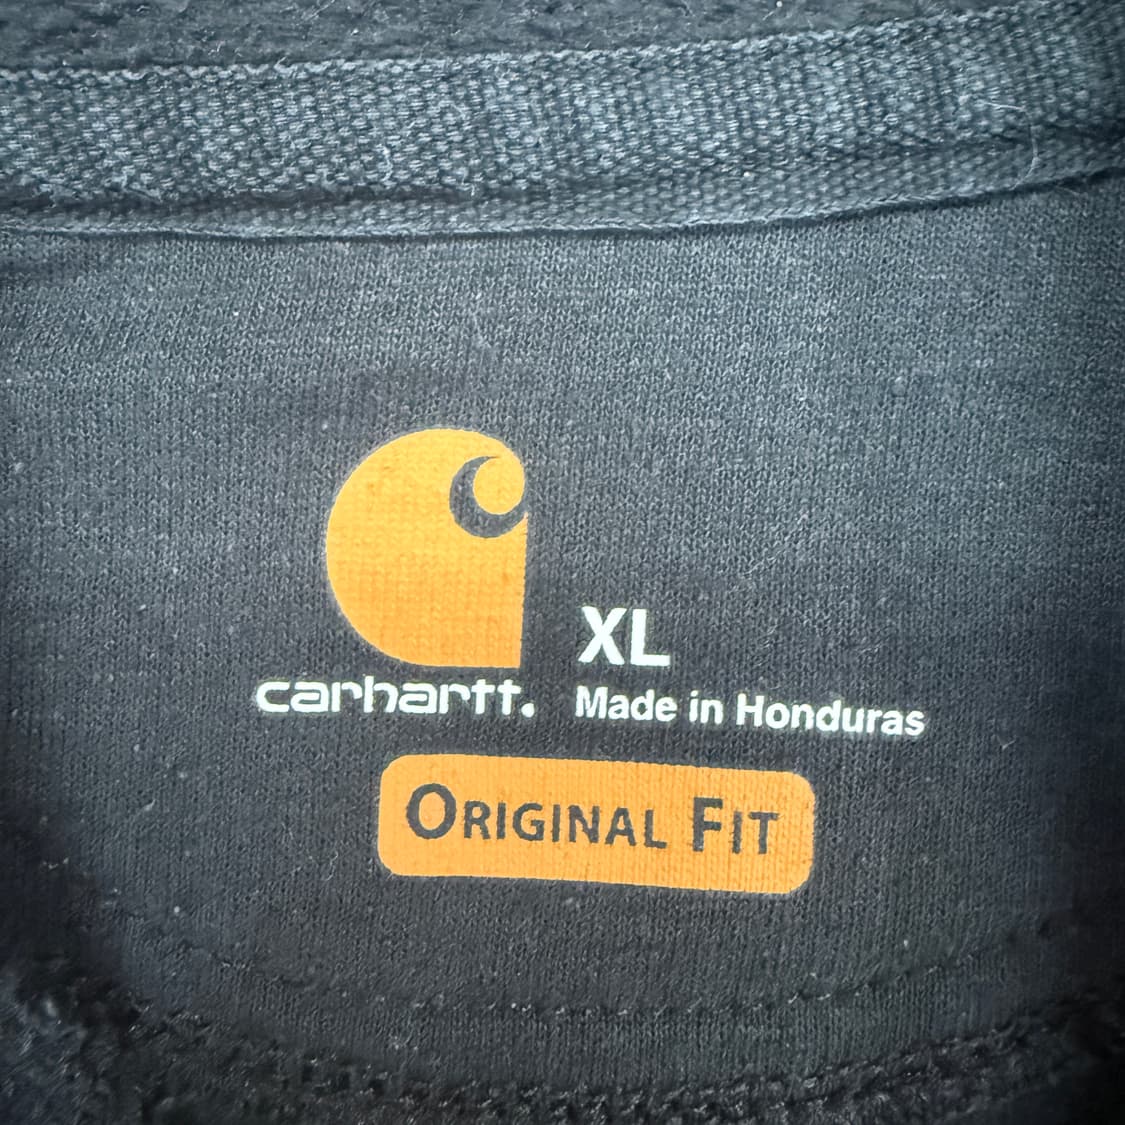 XL
carhartt.
Made in Honduras
ORIGINAL FIT